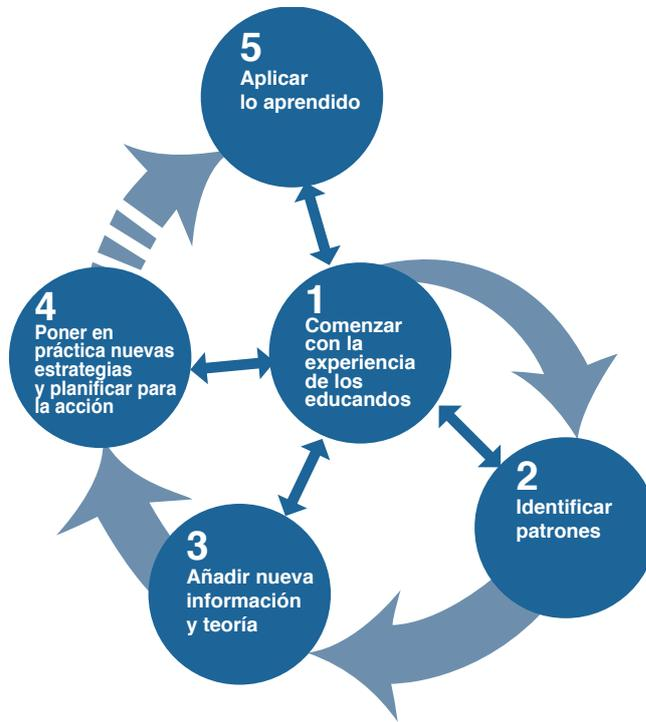 5
Aplicar
lo aprendido
1
Comenzar
con la
experiencia
de los
educandos
4
Poner en
práctica nuevas
estrategias
y planificar para
la acción
2
Identificar
patrones
3
Añadir nueva
información
y teoría